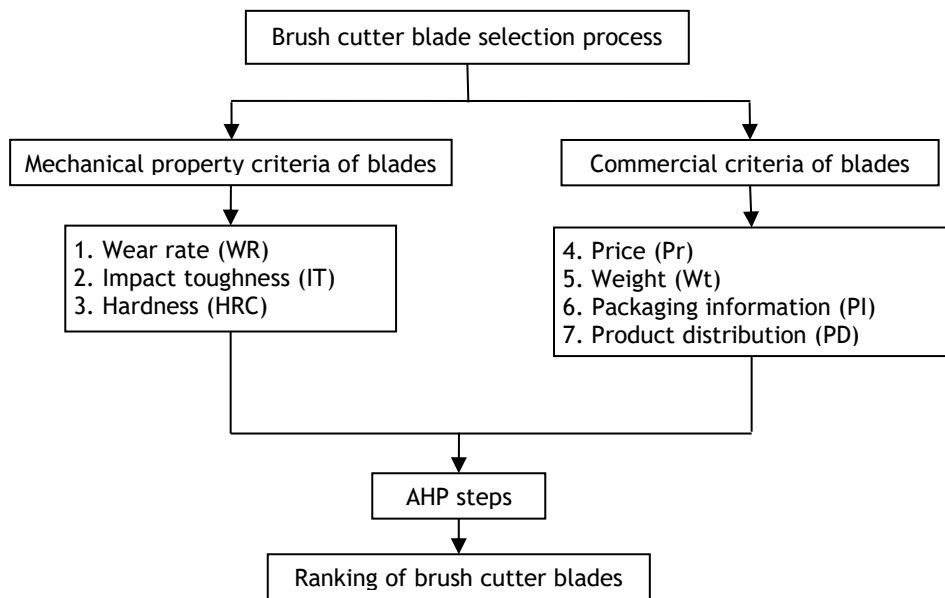 Brush cutter blade selection process
Mechanical property criteria of blades
Commercial criteria of blades
1. Wear rate (WR)
2. Impact toughness (IT)
3. Hardness (HRC)
4. Price (Pr)
5. Weight (Wt)
6. Packaging information (PI)
7. Product distribution (PD)
AHP steps
Ranking of brush cutter blades